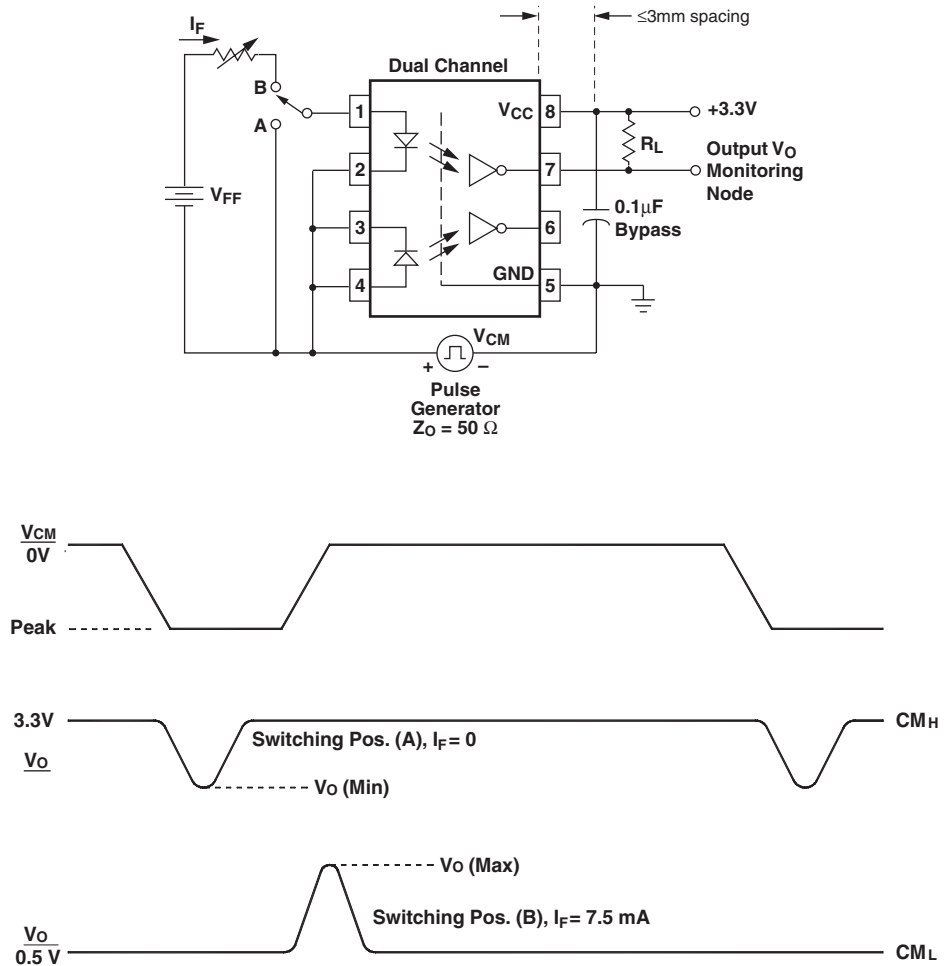 ≤3mm spacing
IF
Dual Channel
B
A
1
VCC
8
+3.3V
RL
2
7
Output VO
Monitoring
Node
VFF
3
6
0.1µF
Bypass
4
GND
5
VCM
+
–
Pulse
Generator
ZO = 50 Ω
VCM
0V
Peak
3.3V
CMH
Switching Pos. (A), IF = 0
VO
VO (Min)
VO (Max)
Switching Pos. (B), IF = 7.5 mA
VO
0.5 V
CML